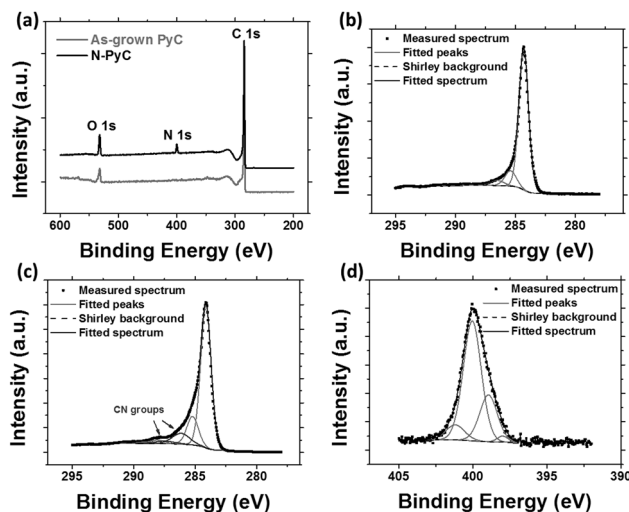 (a)
As-grown PyC
N-PyC
C 1s
O 1s
N 1s
Intensity (a.u.)
600 500 400 300 200
Binding Energy (eV)
(b)
Measured spectrum
Fitted peaks
Shirley background
Fitted spectrum
Intensity (a.u.)
295 290 285 280
Binding Energy (eV)
(c)
Measured spectrum
Fitted peaks
Shirley background
Fitted spectrum
CN groups
Intensity (a.u.)
295 290 285 280
Binding Energy (eV)
(d)
Measured spectrum
Fitted peaks
Shirley background
Fitted spectrum
Intensity (a.u.)
405 400 395 390
Binding Energy (eV)